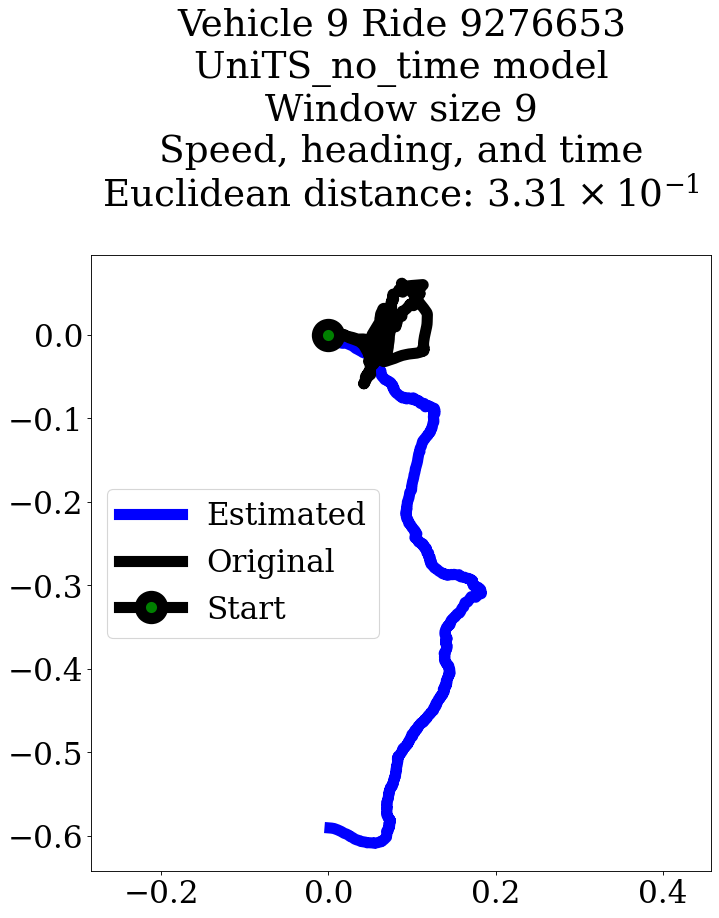 Vehicle 9 Ride 9276653
UniTS_no_time model
Window size 9
Speed, heading, and time
Euclidean distance: $3.31 \times 10^{-1}$
0.0
−0.1
−0.2
−0.3
−0.4
−0.5
−0.6
Estimated
Original
Start
−0.2 0.0 0.2 0.4